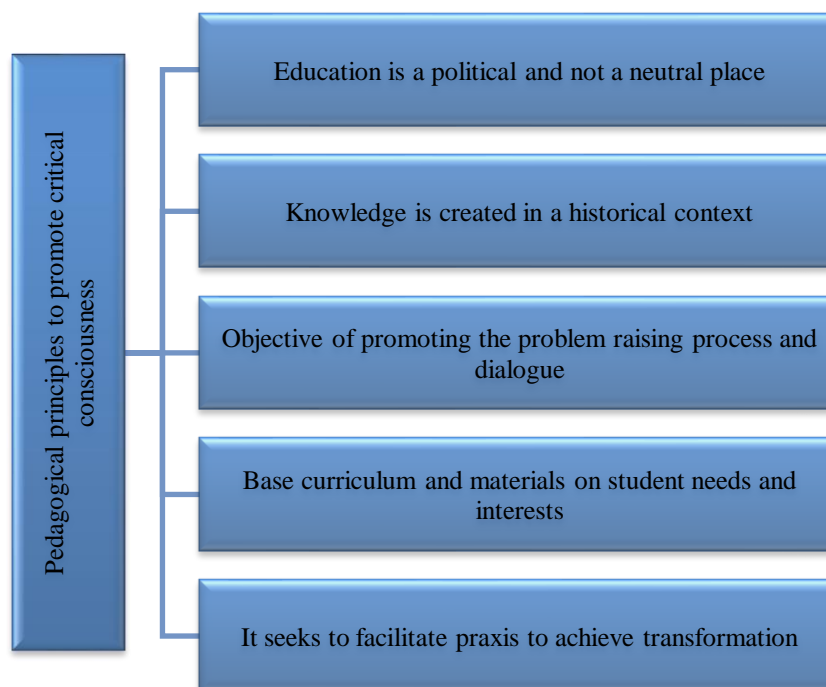 Pedagogical principles to promote critical
consciousness
Education is a political and not a neutral place
Knowledge is created in a historical context
Objective of promoting the problem raising process and
dialogue
Base curriculum and materials on student needs and
interests
It seeks to facilitate praxis to achieve transformation